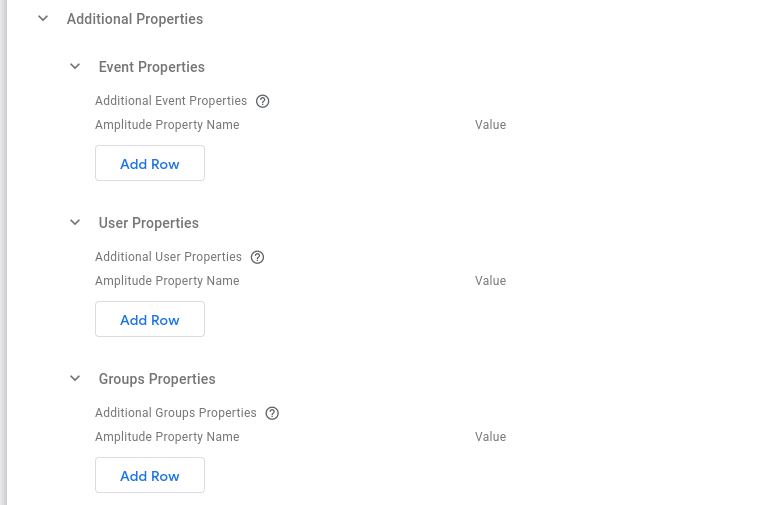 Additional Properties
Event Properties
Additional Event Properties
Amplitude Property Name Value
Add Row
User Properties
Additional User Properties
Amplitude Property Name Value
Add Row
Groups Properties
Additional Groups Properties
Amplitude Property Name Value
Add Row